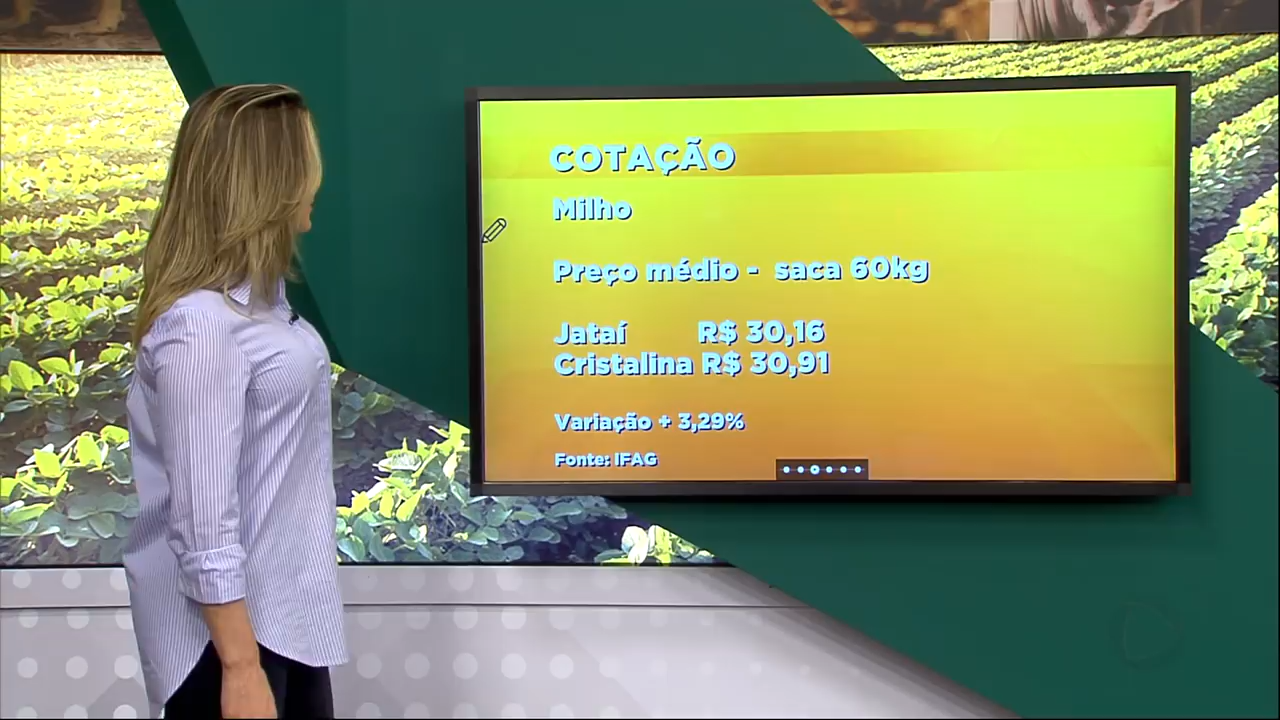 COTAÇÃO
Milho
Preço médio - saca 60kg
Jataí R$ 30,16
Cristalina R$ 30,91
Variação + 3,29%
Fonte: IFAG